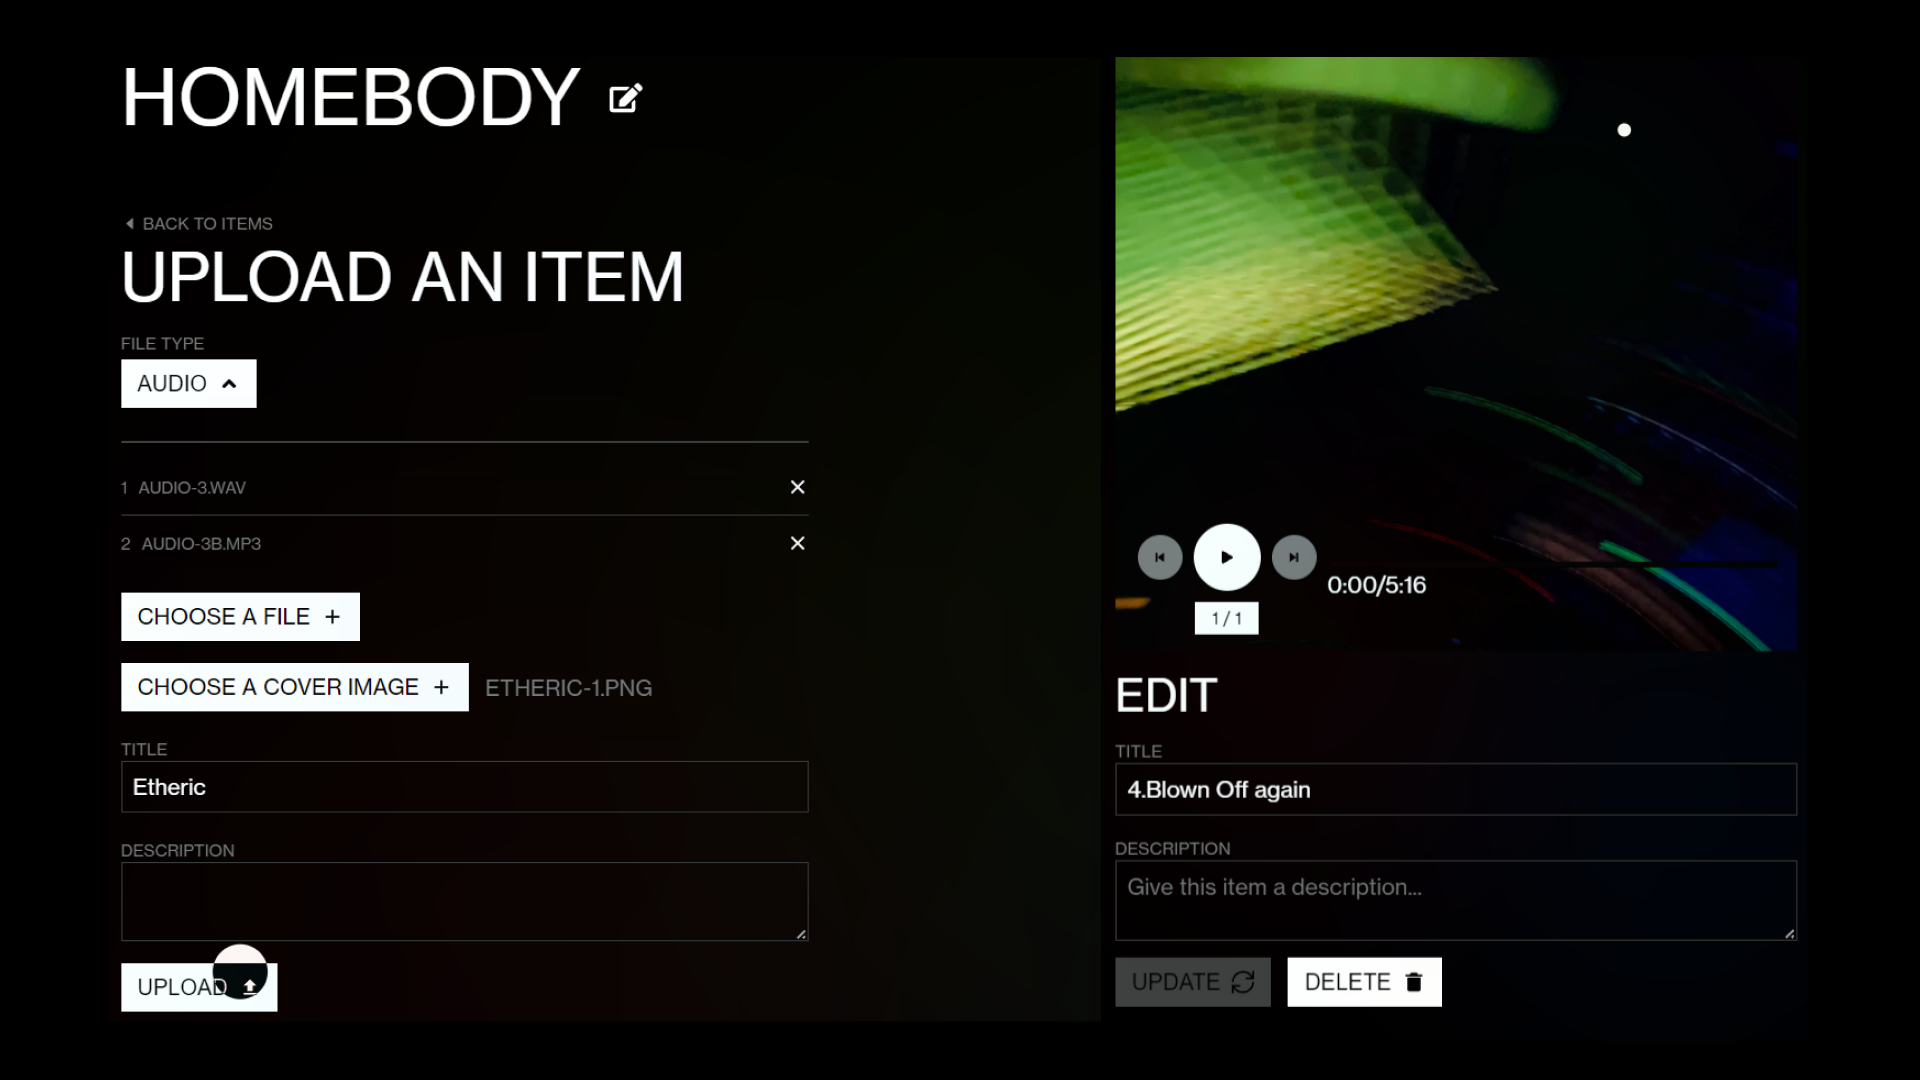 HOMEBODY
BACK TO ITEMS
UPLOAD AN ITEM
FILE TYPE
AUDIO
1 AUDIO-3.WAV
2 AUDIO-3B.MP3
CHOOSE A FILE +
CHOOSE A COVER IMAGE + ETHERIC-1.PNG
TITLE
Etheric
DESCRIPTION
UPLOAD
0:00/5:16
1 / 1
EDIT
TITLE
4.Blown Off again
DESCRIPTION
Give this item a description...
UPDATE
DELETE